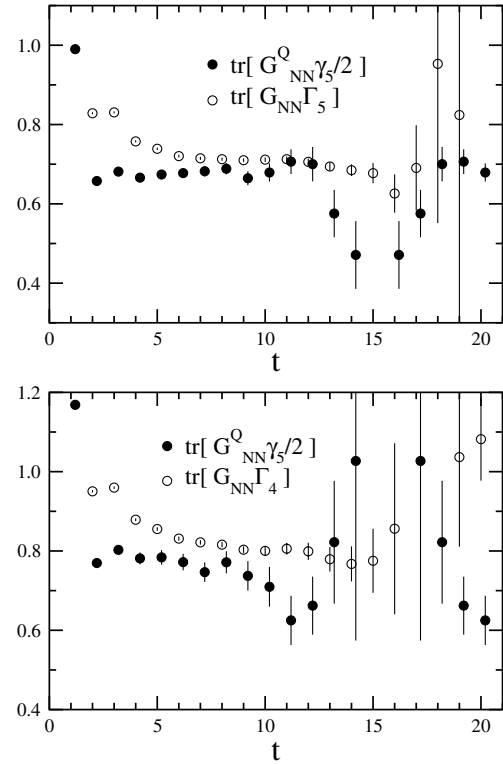 1.0
0.8
0.6
0.4
● tr[ G^Q_NN γ5/2 ]
○ tr[ G_NN Γ5 ]
0 5 10 15 20
t
1.2
1.0
0.8
0.6
0.4
● tr[ G^Q_NN γ5/2 ]
○ tr[ G_NN Γ4 ]
0 5 10 15 20
t